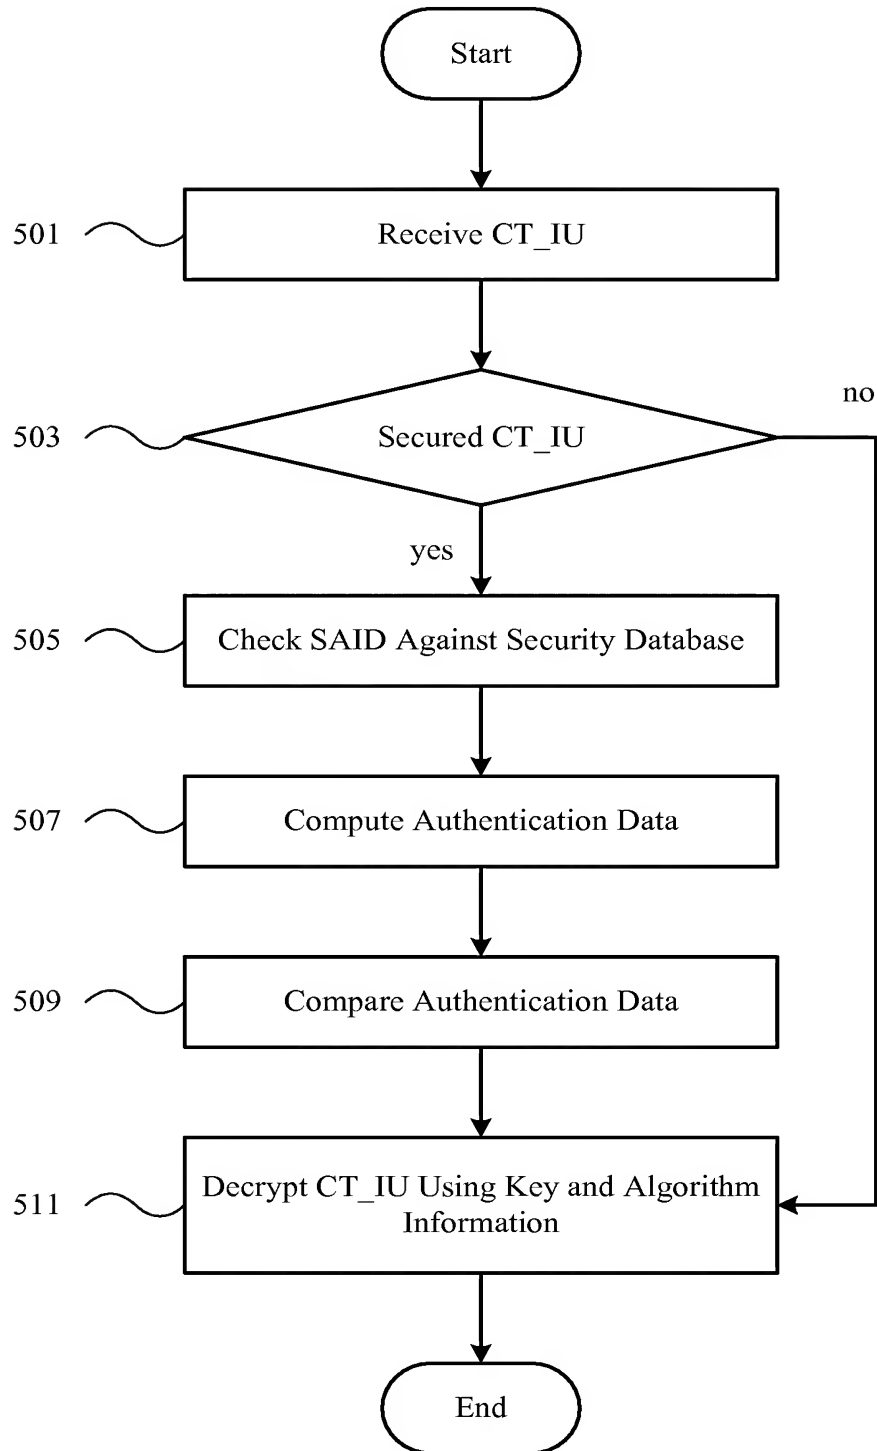 Start
501
Receive CT_IU
no
503
Secured CT_IU
yes
505
Check SAID Against Security Database
507
Compute Authentication Data
509
Compare Authentication Data
511
Decrypt CT_IU Using Key and Algorithm
Information
End